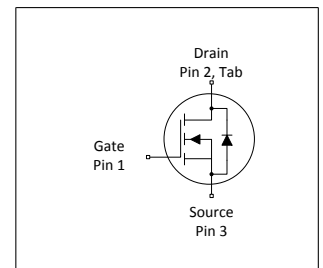 Drain
Pin 2, Tab
Gate
Pin 1
Source
Pin 3